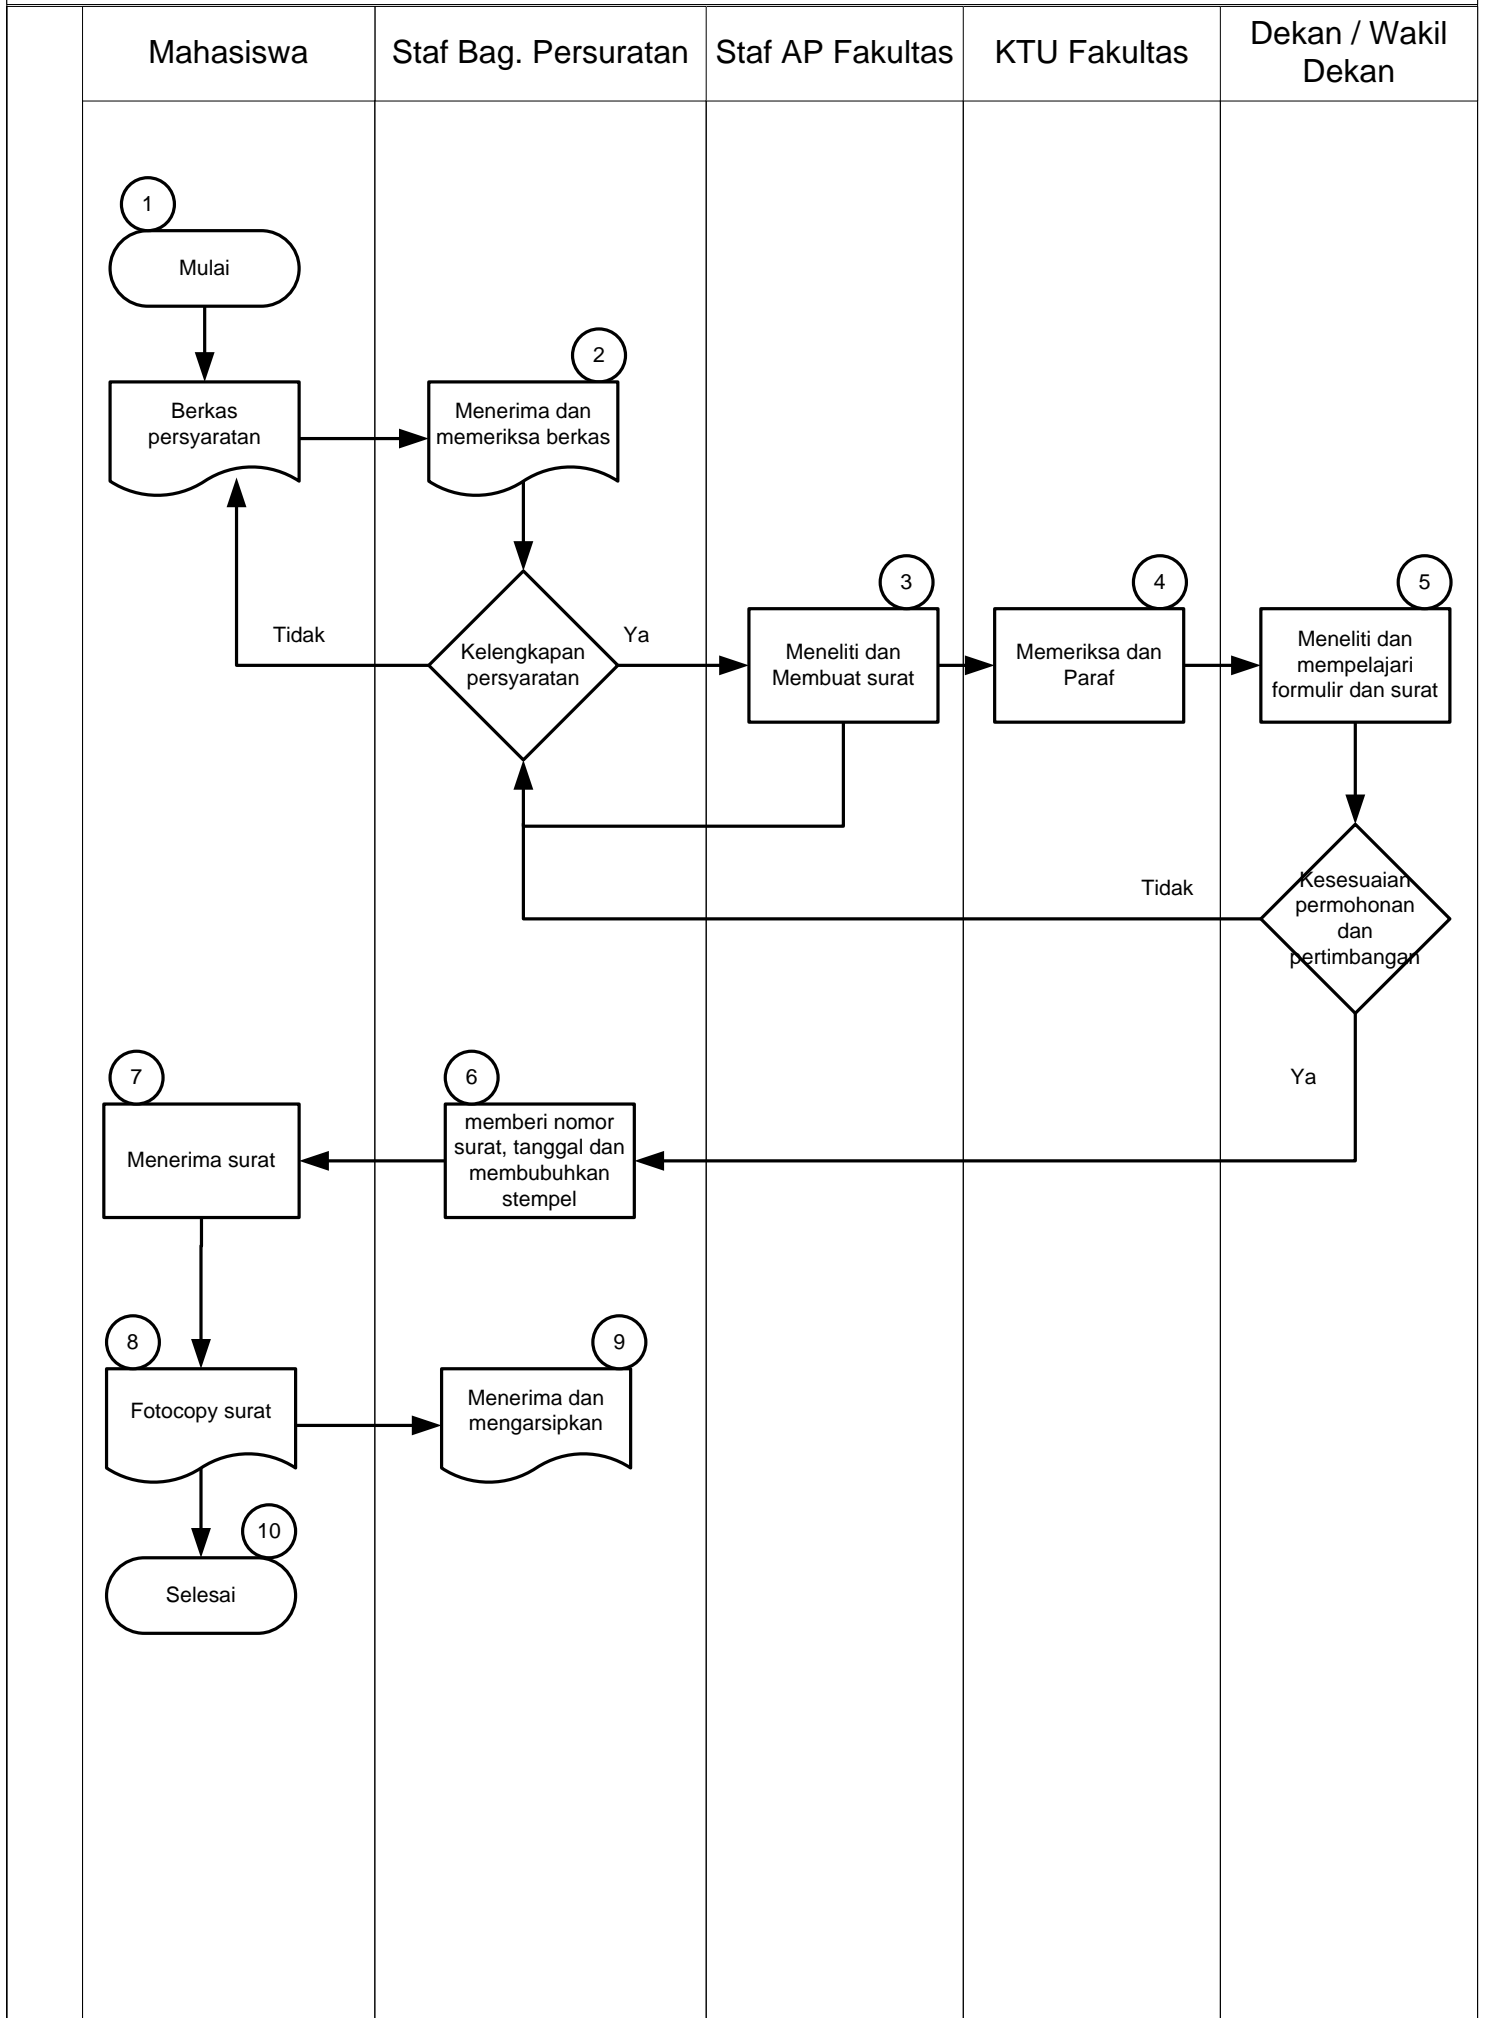 Mahasiswa
Staf Bag. Persuratan
Staf AP Fakultas
KTU Fakultas
Dekan / Wakil
Dekan
1
Mulai
2
Berkas
persyaratan
Menerima dan
memeriksa berkas
3
4
5
Tidak
Kelengkapan
persyaratan
Ya
Meneliti dan
Membuat surat
Memeriksa dan
Paraf
Meneliti dan
mempelajari
formulir dan surat
Tidak
Kesesuaian
permohonan
dan
pertimbangan
Ya
7
6
Menerima surat
memberi nomor
surat, tanggal dan
membubuhkan
stempel
8
9
Fotocopy surat
Menerima dan
mengarsipkan
10
Selesai